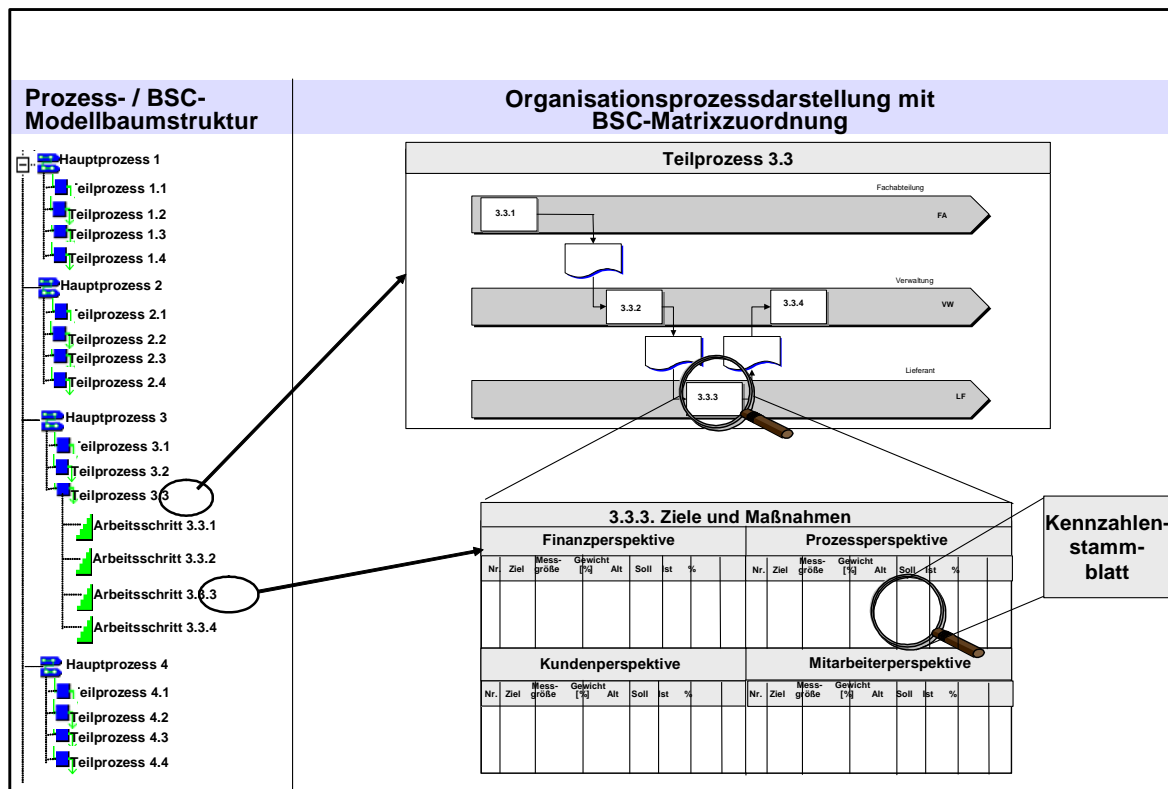 Prozess- / BSC-
Modellbaumstruktur
Organisationsprozessdarstellung mit
BSC-Matrixzuordnung
Hauptprozess 1
Teilprozess 1.1
Teilprozess 1.2
Teilprozess 1.3
Teilprozess 1.4
Hauptprozess 2
Teilprozess 2.1
Teilprozess 2.2
Teilprozess 2.3
Teilprozess 2.4
Hauptprozess 3
Teilprozess 3.1
Teilprozess 3.2
Teilprozess 3.3
Arbeitsschritt 3.3.1
Arbeitsschritt 3.3.2
Arbeitsschritt 3.3.3
Arbeitsschritt 3.3.4
Hauptprozess 4
Teilprozess 4.1
Teilprozess 4.2
Teilprozess 4.3
Teilprozess 4.4
Teilprozess 3.3
Fachabteilung
3.3.1
FA
Verwaltung
3.3.2
3.3.4
VW
Lieferant
3.3.3
LF
3.3.3. Ziele und Maßnahmen
Finanzperspektive
Nr. Ziel Mess-größe Gewicht [%] Alt Soll Ist %
Prozessperspektive
Nr. Ziel Mess-größe Gewicht [%] Alt Soll Ist %
Kundenperspektive
Nr. Ziel Mess-größe Gewicht [%] Alt Soll Ist %
Mitarbeiterperspektive
Nr. Ziel Mess-größe Gewicht [%] Alt Soll Ist %
Kennzahlen-
stamm-
blatt